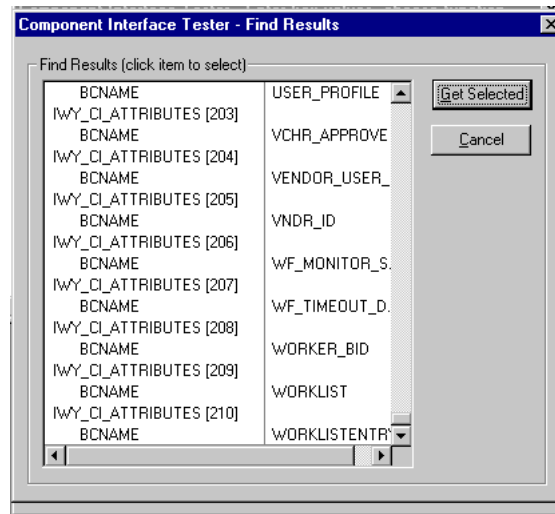 Component Interface Tester - Find Results
Find Results (click item to select)
BCNAME USER_PROFILE
IWY_CI_ATTRIBUTES [203]
BCNAME VCHR_APPROVE
IWY_CI_ATTRIBUTES [204]
BCNAME VENDOR_USER_
IWY_CI_ATTRIBUTES [205]
BCNAME VNDR_ID
IWY_CI_ATTRIBUTES [206]
BCNAME WF_MONITOR_S.
IWY_CI_ATTRIBUTES [207]
BCNAME WF_TIMEOUT_D.
IWY_CI_ATTRIBUTES [208]
BCNAME WORKER_BID
IWY_CI_ATTRIBUTES [209]
BCNAME WORKLIST
IWY_CI_ATTRIBUTES [210]
BCNAME WORKLISTENTRY
Get Selected
Cancel